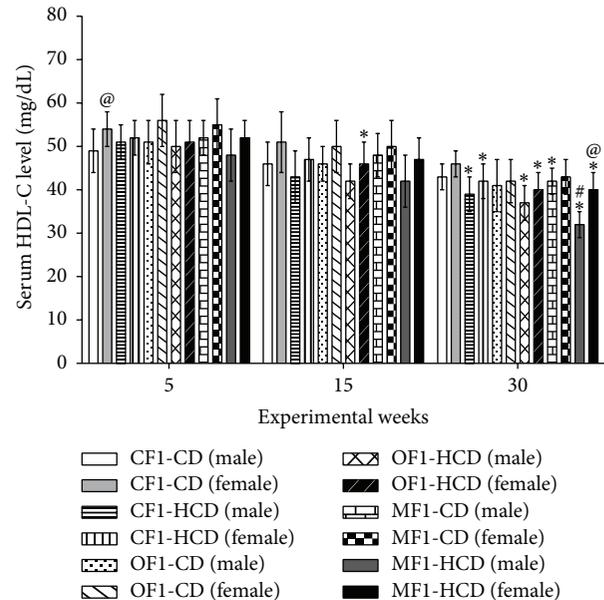 Serum HDL-C level (mg/dL)
80
70
60
50
40
30
20
10
0
@
*
* * * * * # * @ *
5 15 30
Experimental weeks
CF1-CD (male)
CF1-CD (female)
CF1-HCD (male)
CF1-HCD (female)
OF1-CD (male)
OF1-CD (female)
OF1-HCD (male)
OF1-HCD (female)
MF1-CD (male)
MF1-CD (female)
MF1-HCD (male)
MF1-HCD (female)